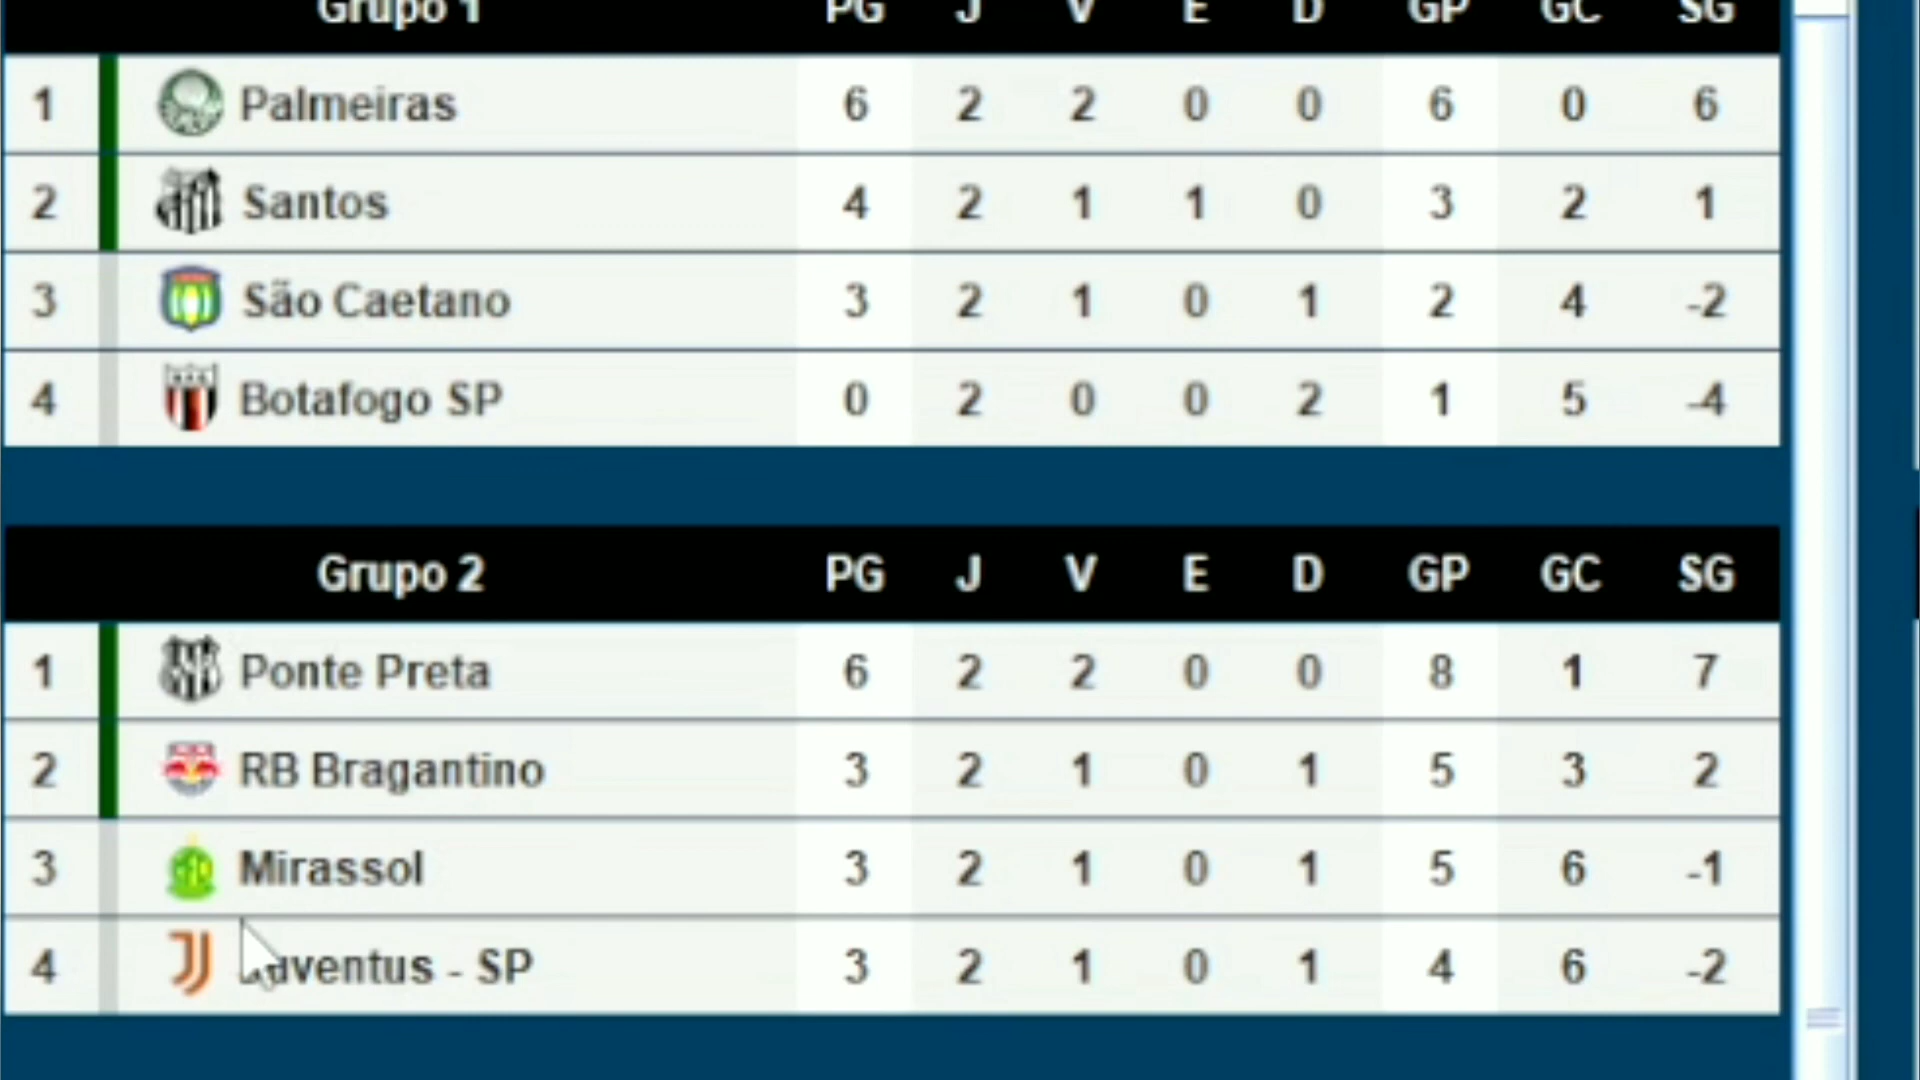 Grupo 1 PG J V E D GP GC SG
1 Palmeiras 6 2 2 0 0 6 0 6
2 Santos 4 2 1 1 0 3 2 1
3 São Caetano 3 2 1 0 1 2 4 -2
4 Botafogo SP 0 2 0 0 2 1 5 -4
Grupo 2 PG J V E D GP GC SG
1 Ponte Preta 6 2 2 0 0 8 1 7
2 RB Bragantino 3 2 1 0 1 5 3 2
3 Mirassol 3 2 1 0 1 5 6 -1
4 Juventus - SP 3 2 1 0 1 4 6 -2